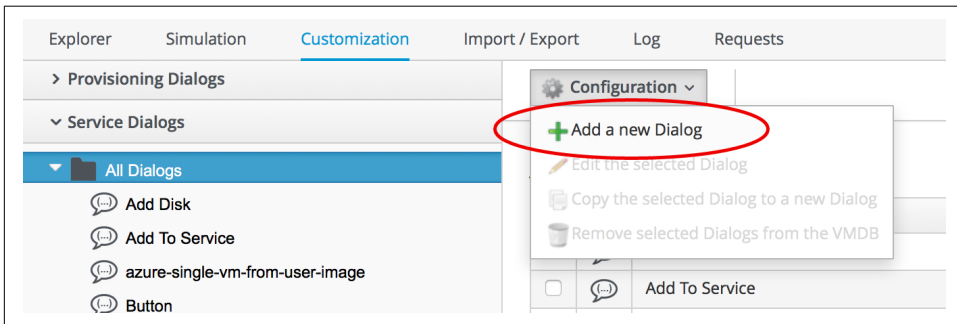 Explorer Simulation Customization Import / Export Log Requests
Provisioning Dialogs
Service Dialogs
All Dialogs
Add Disk
Add To Service
azure-single-vm-from-user-image
Button
Configuration
Add a new Dialog
Edit the selected Dialog
Copy the selected Dialog to a new Dialog
Remove selected Dialogs from the VMDB
Add To Service